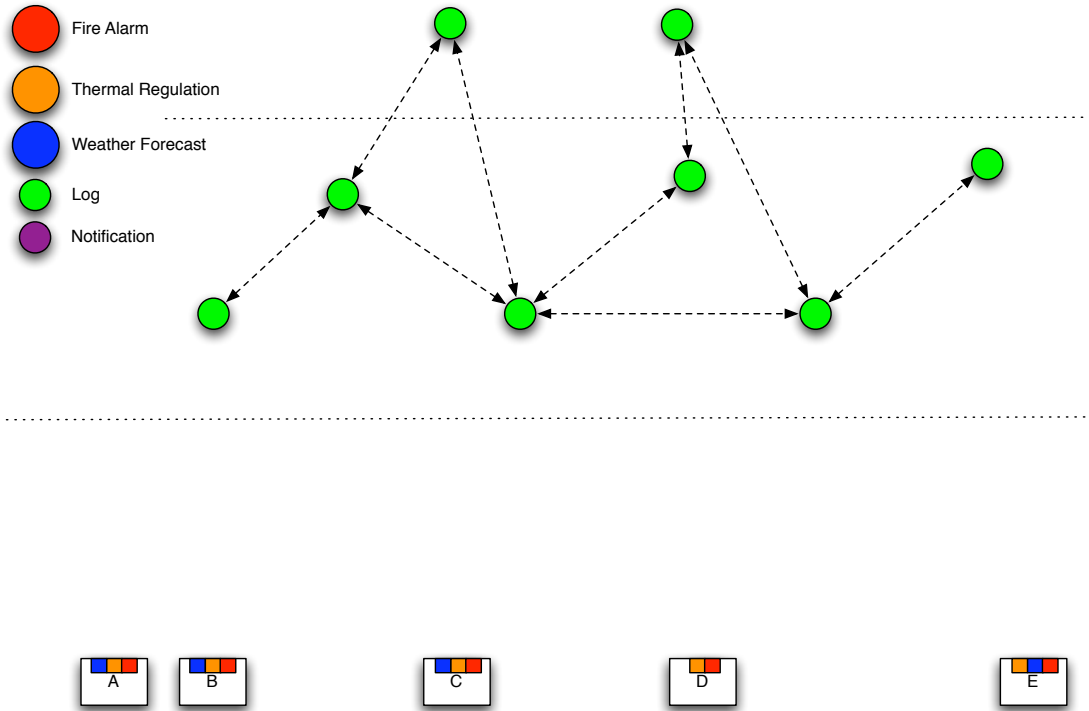 Fire Alarm
Thermal Regulation
Weather Forecast
Log
Notification
A
B
C
D
E